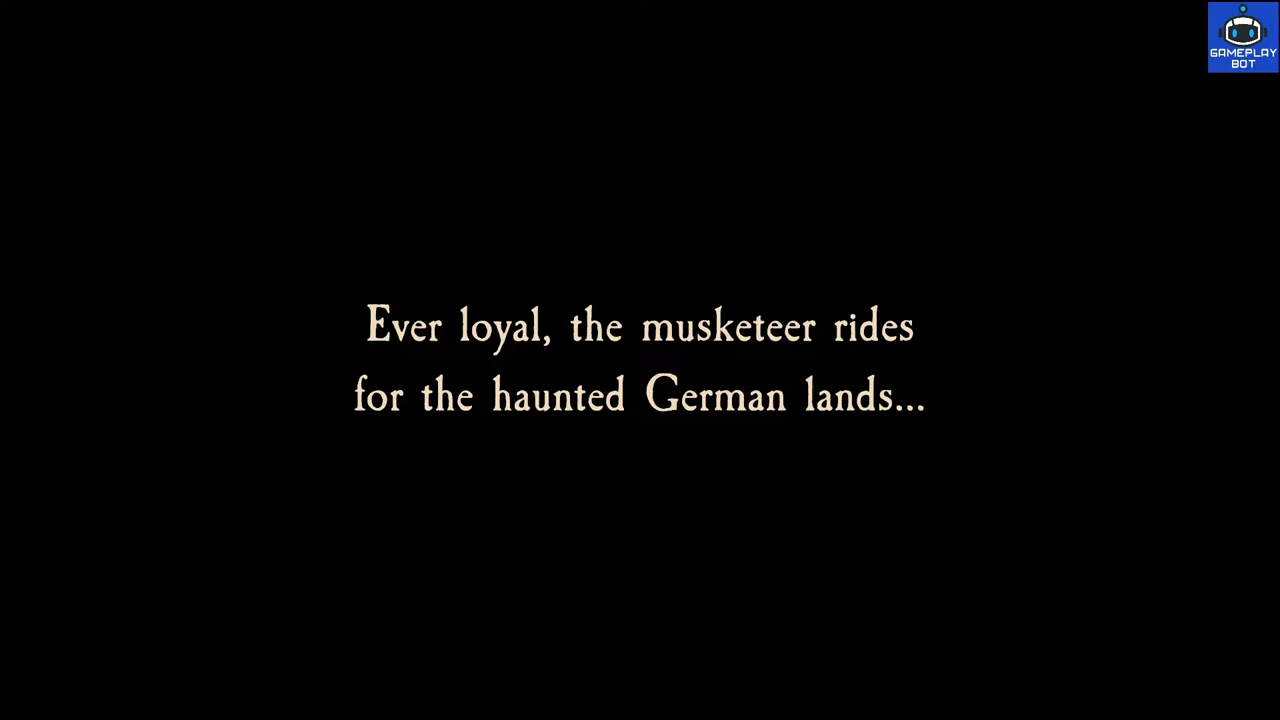 GAMEPLAY
BOT
Ever loyal, the musketeer rides
for the haunted German lands...